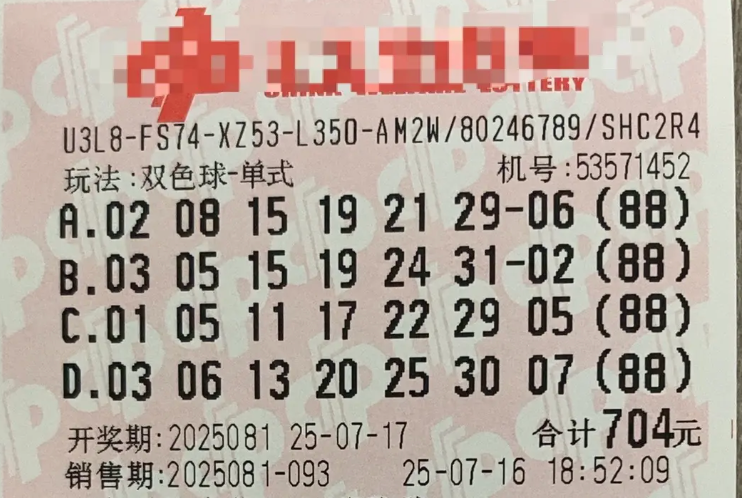 LOTTERY
U3L8-FS74-XZ53-L350-AM2W/80246789/SHC2R4
玩法:双色球-单式 机号:53571452
A.02 08 15 19 21 29-06 (88)
B.03 05 15 19 24 31-02 (88)
C.01 05 11 17 22 29 05 (88)
D.03 06 13 20 25 30 07 (88)
开奖期:2025081 25-07-17 合计704元
销售期:2025081-093 25-07-16 18:52:09